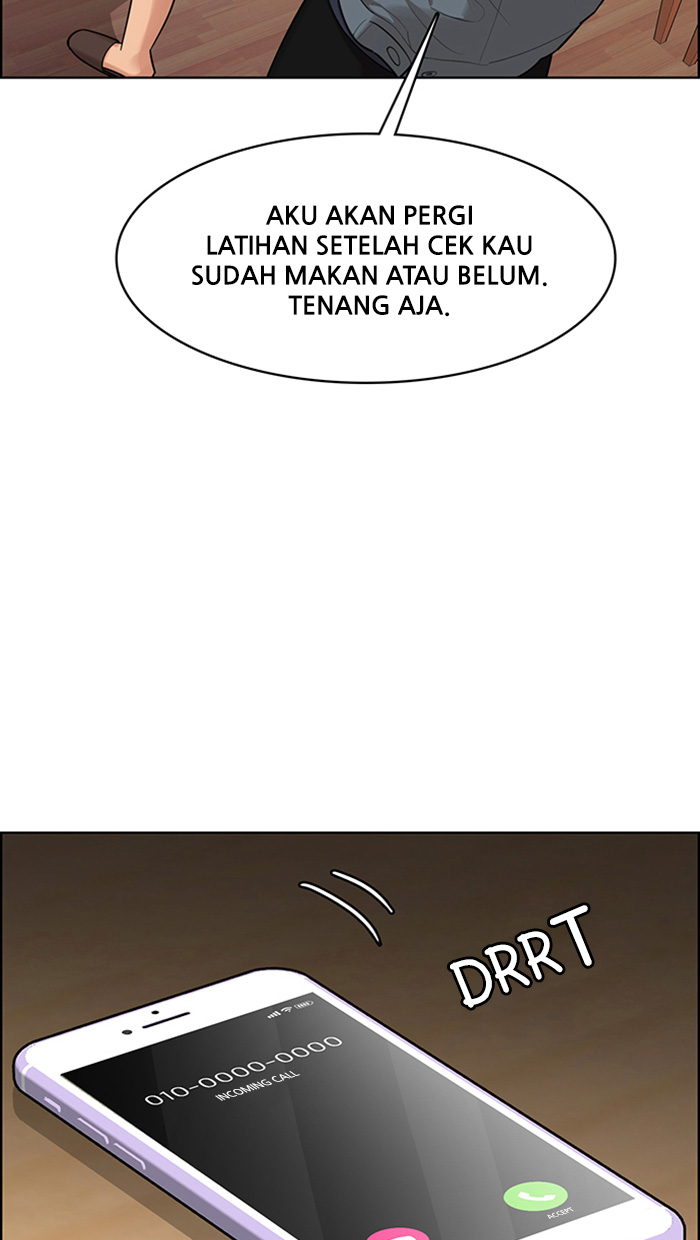 AKU AKAN PERGI
LATIHAN SETELAH CEK KAU
SUDAH MAKAN ATAU BELUM.
TENANG AJA.
DRRT
010-0000-0000
INCOMING CALL
ACCEPT